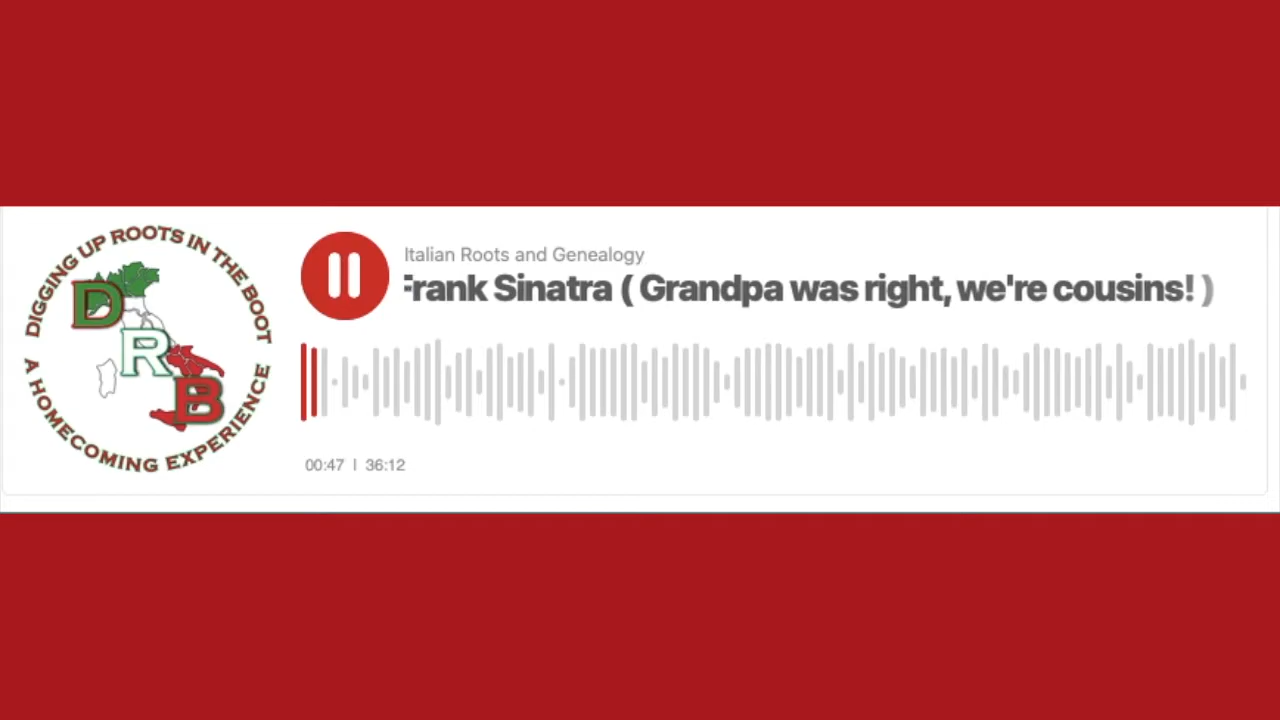 DIGGING UP ROOTS IN THE BOOT
D
R
B
A HOMECOMING EXPERIENCE
Italian Roots and Genealogy
Frank Sinatra ( Grandpa was right, we're cousins! )
00:47 | 36:12